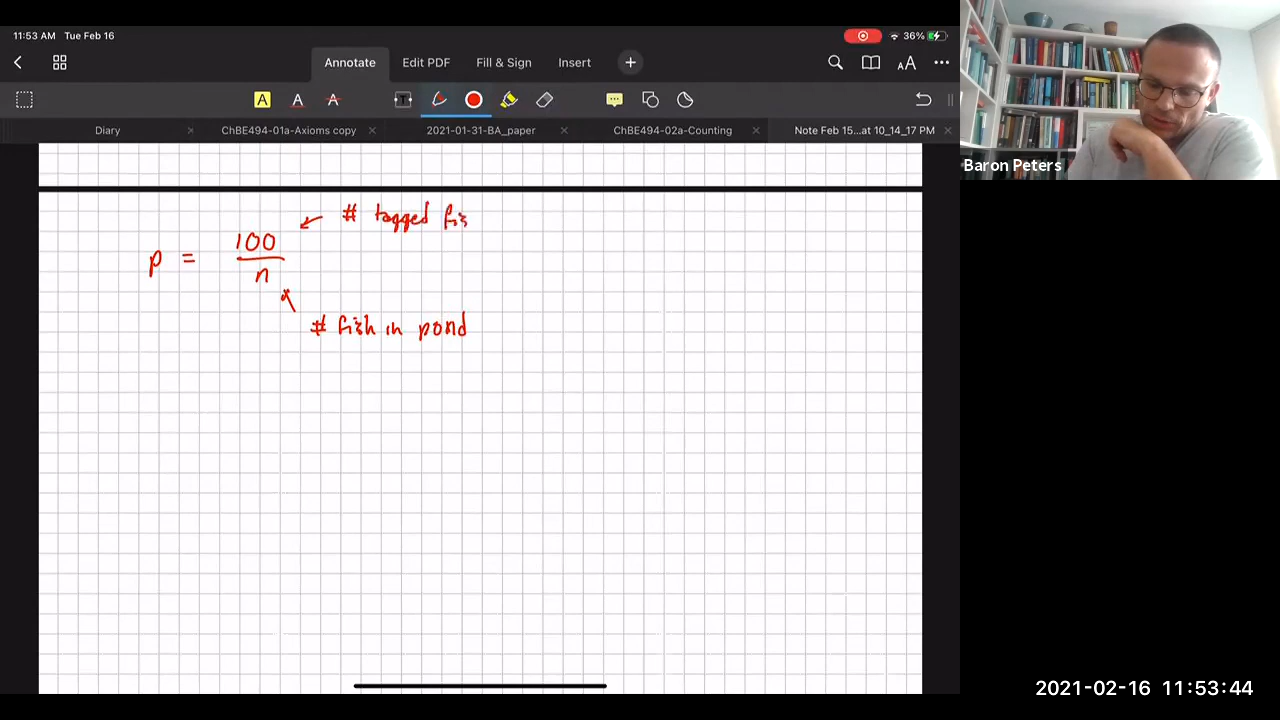 11:53 AM Tue Feb 16
36%
Annotate Edit PDF Fill & Sign Insert
AA
A A A T
Diary × ChBE494-01a-Axioms copy × 2021-01-31-BA_paper × ChBE494-02a-Counting × Note Feb 15...at 10_14_17 PM ×
Baron Peters
# tagged fis
p = 100
n
# fish in pond
2021-02-16 11:53:44